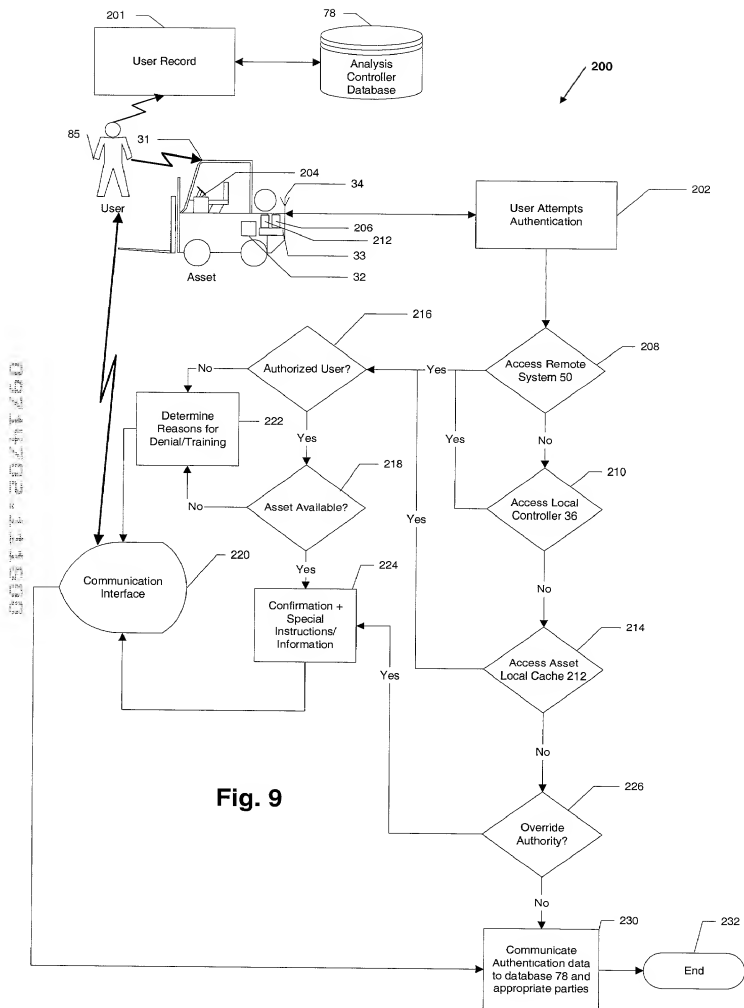 201
78
User Record
Analysis
Controller
Database
200
85
31
204
34
User
206
212
33
32
Asset
User Attempts
Authentication
202
216
208
Authorized User?
No
Yes
Access Remote
System 50
Determine
Reasons for
Denial/Training
222
Yes
No
Yes
218
210
Asset Available?
No
Yes
Access Local
Controller 36
220
Yes
224
No
Communication
Interface
Confirmation +
Special
Instructions/
Information
Yes
214
Access Asset
Local Cache 212
No
Fig. 9
226
Override
Authority?
No
230
232
Communicate
Authentication data
to database 78 and
appropriate parties
End